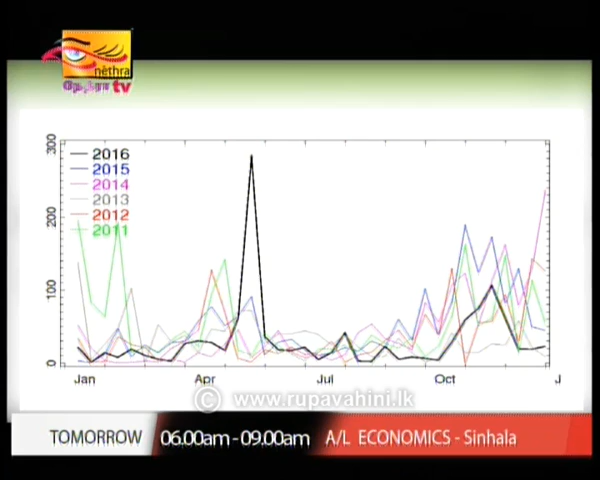 nèthra
tv
300
200
100
0
2016
2015
2014
2013
2012
2011
Jan
Apr
Jul
Oct
J
© www.rupavahini.lk
TOMORROW 06.00am - 09.00am A/L ECONOMICS - Sinhala